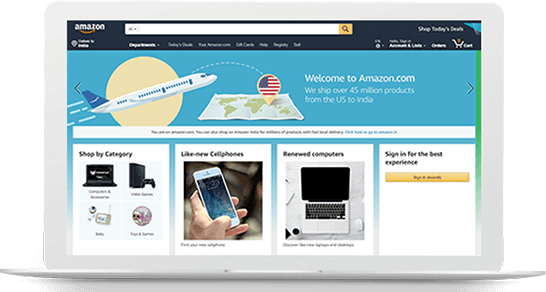 amazon
All
Shop Today's Deals
Deliver to
India
Departments
Today's Deals
Your Amazon.com
Gift Cards
Help
Registry
Sell
EN
Hello, Sign in
Account & Lists
Orders
0
Cart
Welcome to Amazon.com
We ship over 45 million products
from the US to India
You are on amazon.com. You can also shop on Amazon India for millions of products with fast local delivery. Click here to go to amazon.in
Shop by Category
Computers &
Accessories
Video Games
Baby
Toys & Games
Like-new Cellphones
Find your new cellphone
Renewed computers
Discover like-new laptops and desktops.
Sign in for the best
experience
Sign in securely